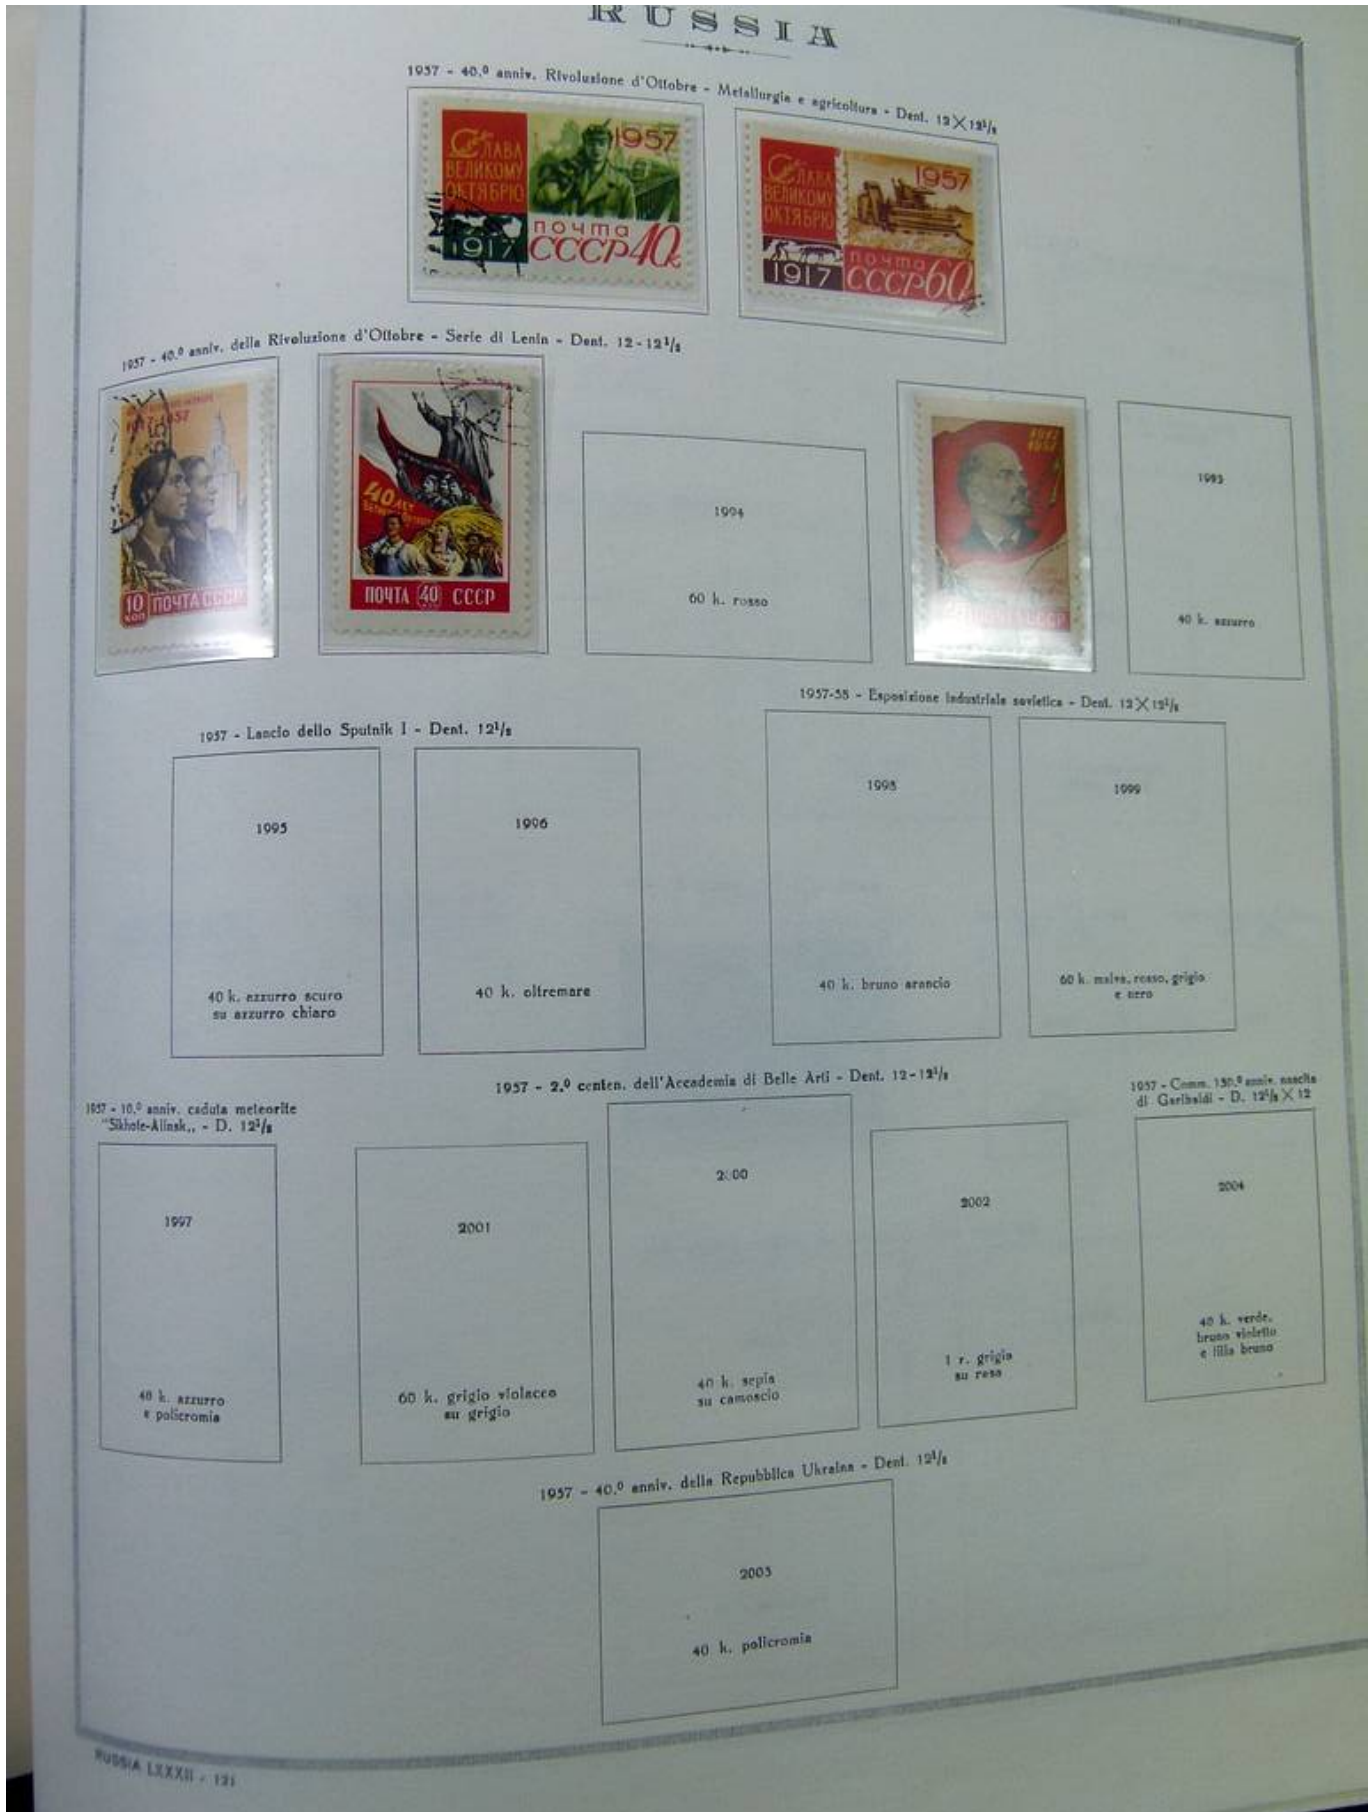 RUSSIA
1957 - 40.º anniv. Rivoluzione d'Ottobre - Metallurgia e agricoltura - Dent. 12 X 12¹/₂
СЛАВА
ВЕЛИКОМУ
ОКТЯБРЮ
1957
1917
ПОЧТА
СССР 40к
СЛАВА
ВЕЛИКОМУ
ОКТЯБРЮ
1957
1917
ПОЧТА
СССР 60к
1957 - 40.º anniv. della Rivoluzione d'Ottobre - Serie di Lenin - Dent. 12 - 12¹/₂
1917-1957
10 КОП ПОЧТА СССР
40 ЛЕТ
ПОЧТА 40 СССР
1994
60 k. rosso
1917
1957
ПОЧТА СССР
1993
40 k. azzurro
1957 - Lancio dello Sputnik I - Dent. 12¹/₂
1957-58 - Esposizione industriale sovietica - Dent. 12 X 12¹/₂
1995
40 k. azzurro scuro
su azzurro chiaro
1996
40 k. oltremare
1998
40 k. bruno arancio
1999
60 k. malva, rosso, grigio
e nero
1957 - 10.º anniv. caduta meteorite
"Sikhote-Alinsk,, - D. 12¹/₂
1957 - 2.º centen. dell'Accademia di Belle Arti - Dent. 12 - 12¹/₂
1957 - Comm. 150.º anniv. nascita
di Garibaldi - D. 12¹/₂ X 12
1997
40 k. azzurro
e policromia
2001
60 k. grigio violaceo
su grigio
2000
40 k. sepia
su camoscio
2002
1 r. grigio
su rosa
2004
40 k. verde,
bruno violetto
e lilla bruno
1957 - 40.º anniv. della Repubblica Ukraina - Dent. 12¹/₂
2003
40 k. policromia
RUSSIA LXXXII - 121